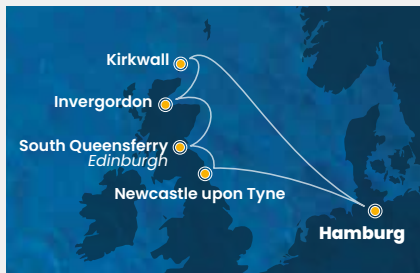 Kirkwall
Invergordon
South Queensferry
Edinburgh
Newcastle upon Tyne
Hamburg